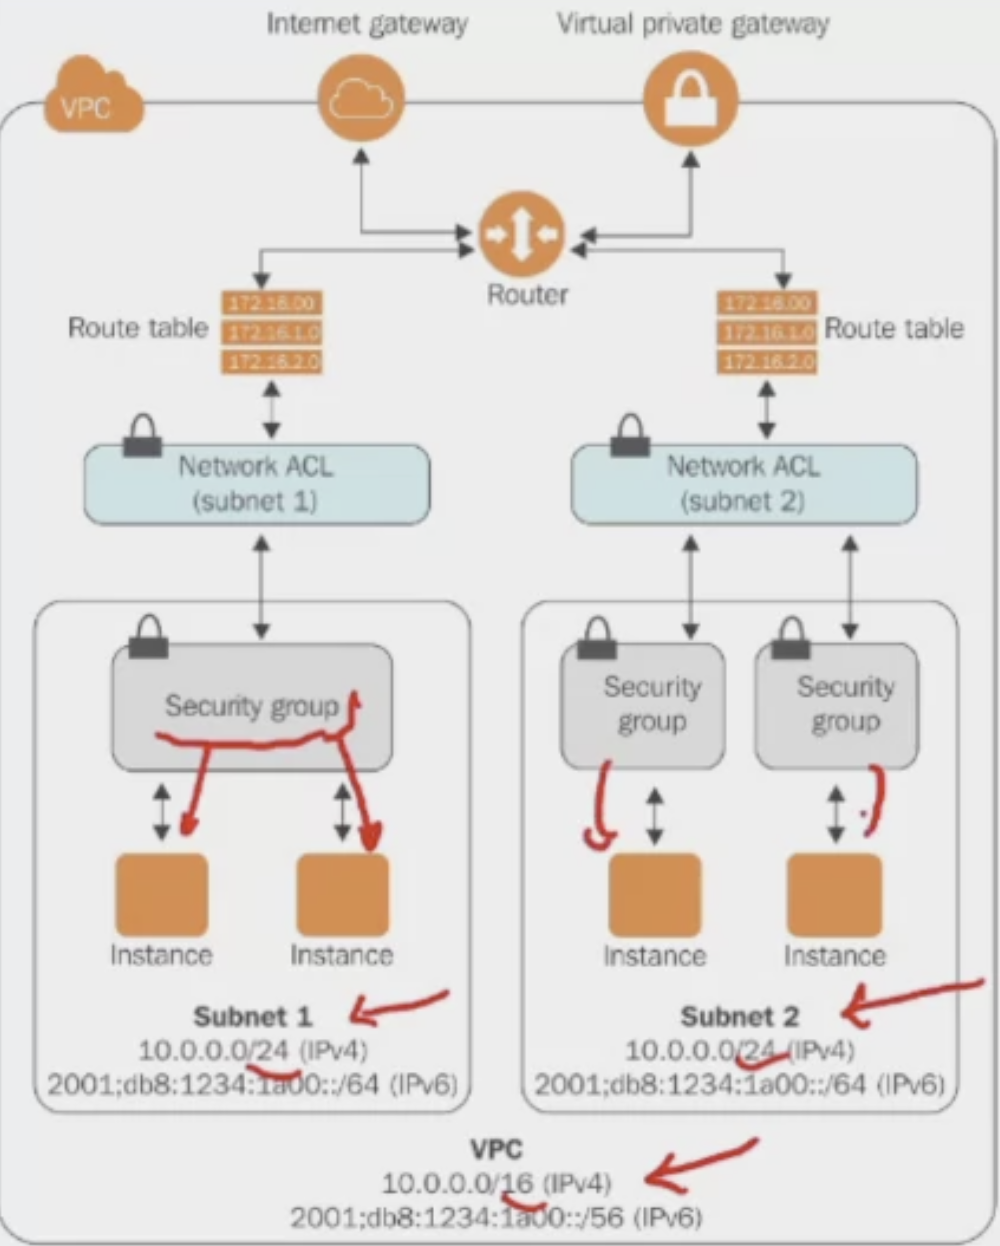 Internet gateway
Virtual private gateway
VPC
Router
Route table
172.16.00
172.16.1.0
172.16.2.0
172.16.00
172.16.1.0
172.16.2.0
Route table
Network ACL
(subnet 1)
Network ACL
(subnet 2)
Security group
Security
group
Security
group
Instance
Instance
Instance
Instance
Subnet 1
10.0.0.0/24 (IPv4)
2001;db8:1234:1a00::/64 (IPv6)
Subnet 2
10.0.0.0/24 (IPv4)
2001;db8:1234:1a00::/64 (IPv6)
VPC
10.0.0.0/16 (IPv4)
2001;db8:1234:1a00::/56 (IPv6)